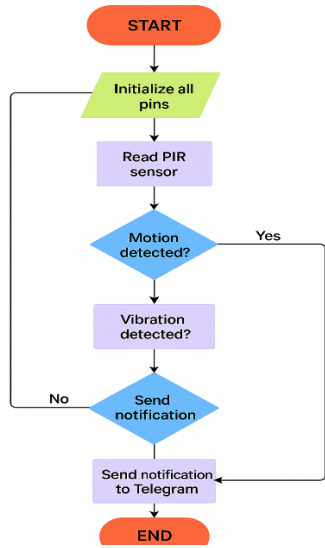 START
Initialize all
pins
Read PIR
sensor
Motion
detected?
Yes
Vibration
detected?
No
Send
notification
Send notification
to Telegram
END